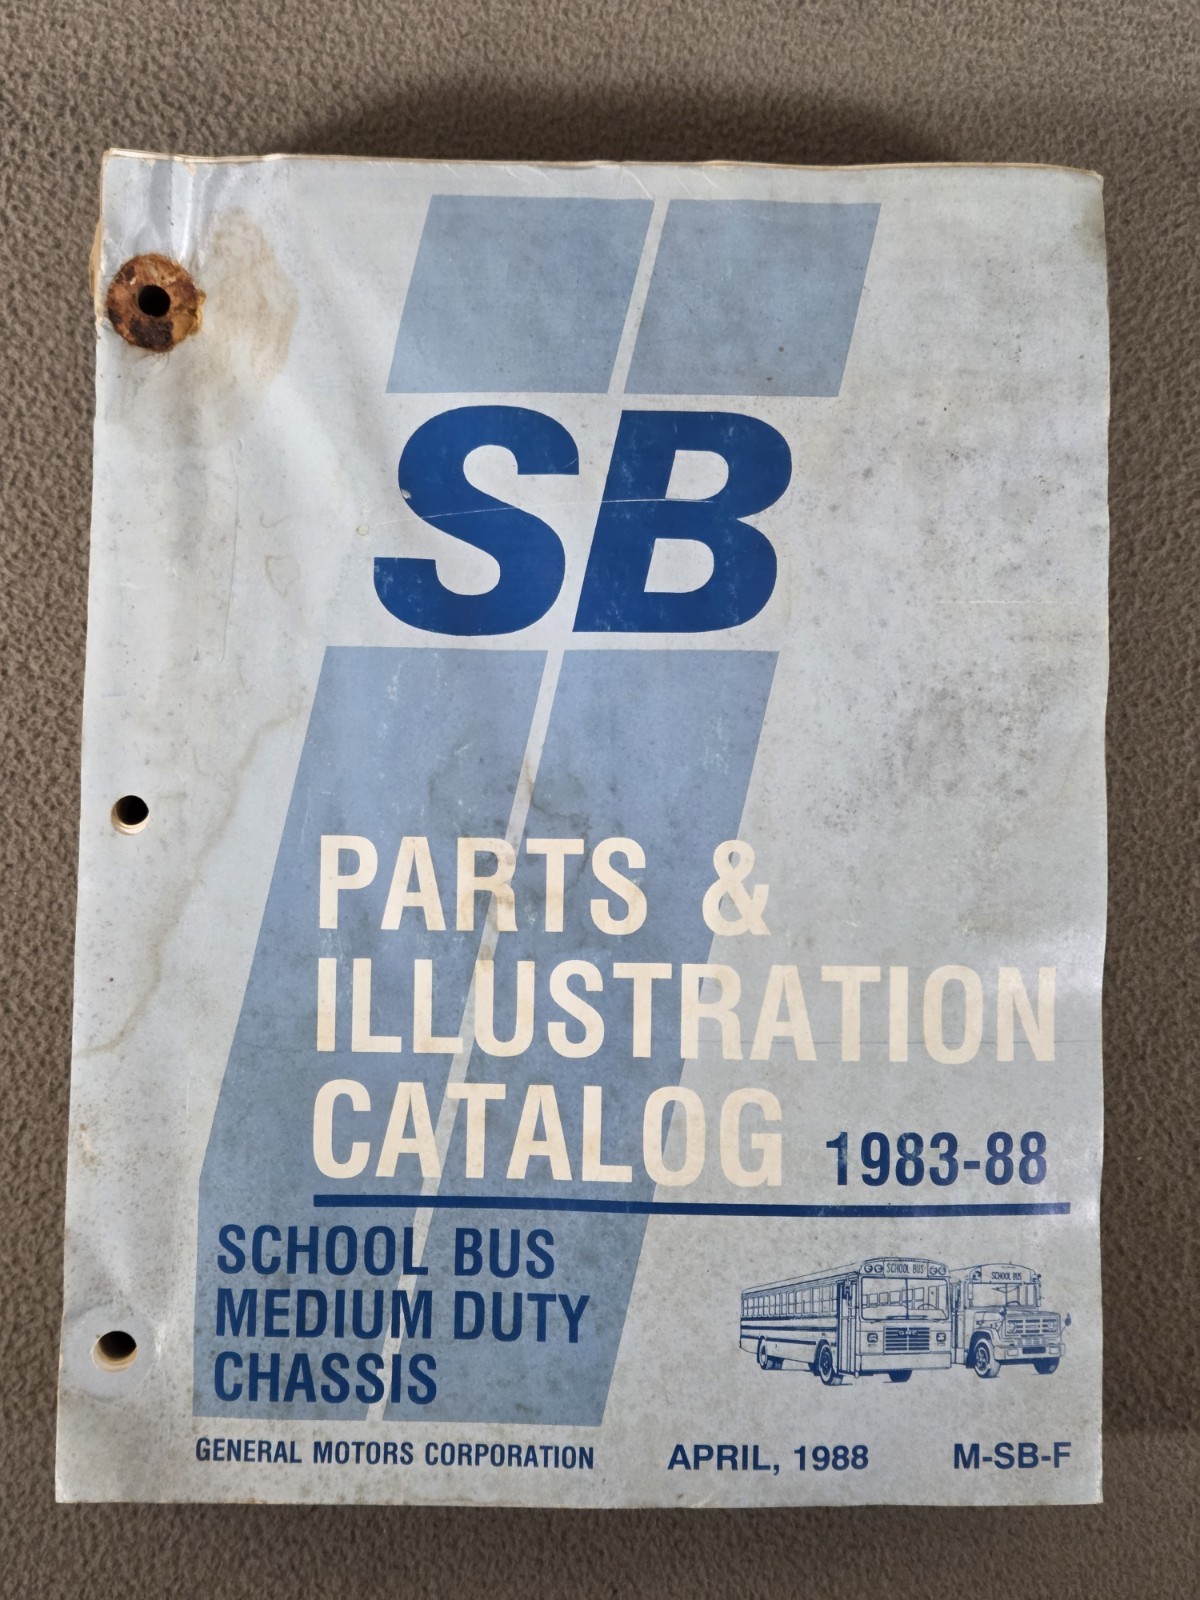 SB
PARTS &
ILLUSTRATION
CATALOG 1983-88
SCHOOL BUS
MEDIUM DUTY
CHASSIS
SCHOOL BUS
SCHOOL BUS
GMC
GENERAL MOTORS CORPORATION APRIL, 1988 M-SB-F